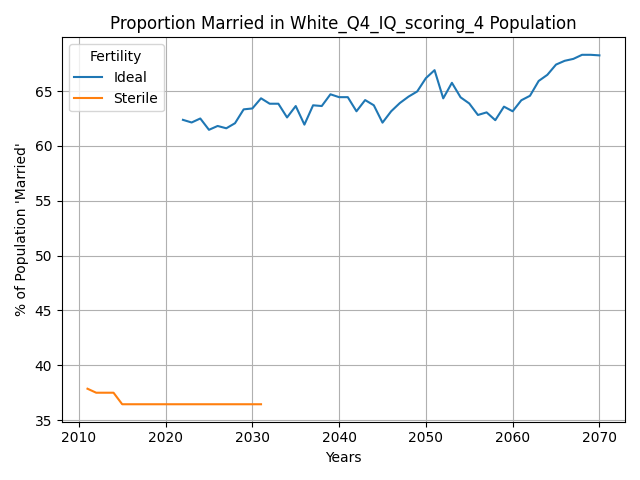 Proportion Married in White_Q4_IQ_scoring_4 Population
Fertility
Ideal
Sterile
% of Population 'Married'
65
60
55
50
45
40
35
2010
2020
2030
2040
2050
2060
2070
Years